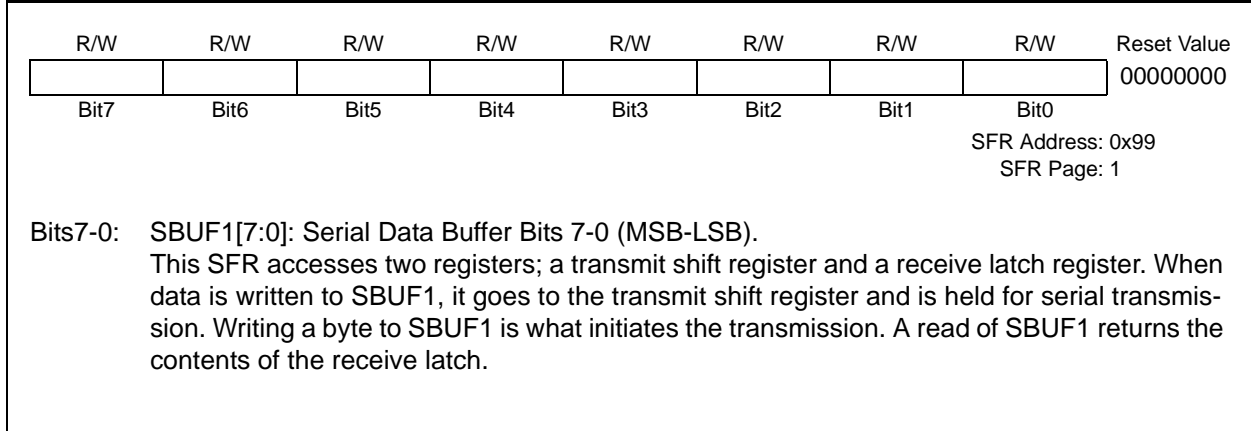 R/W R/W R/W R/W R/W R/W R/W R/W Reset Value
00000000
Bit7 Bit6 Bit5 Bit4 Bit3 Bit2 Bit1 Bit0
SFR Address: 0x99
SFR Page: 1
Bits7-0: SBUF1[7:0]: Serial Data Buffer Bits 7-0 (MSB-LSB).
This SFR accesses two registers; a transmit shift register and a receive latch register. When
data is written to SBUF1, it goes to the transmit shift register and is held for serial transmis-
sion. Writing a byte to SBUF1 is what initiates the transmission. A read of SBUF1 returns the
contents of the receive latch.